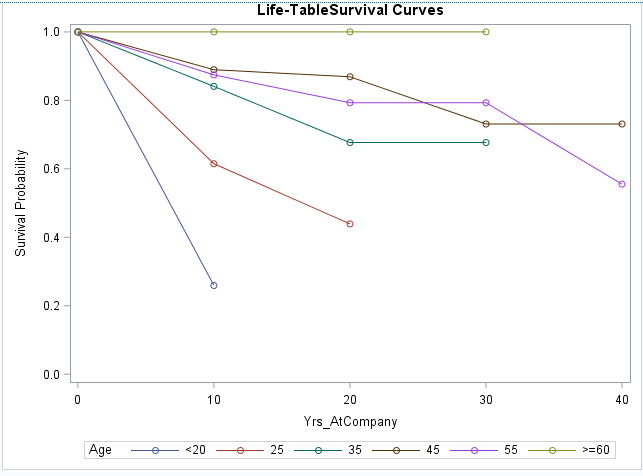 Life-TableSurvival Curves
1.0
0.8
0.6
0.4
0.2
0.0
Survival Probability
0 10 20 30 40
Yrs_AtCompany
Age <20 25 35 45 55 >=60